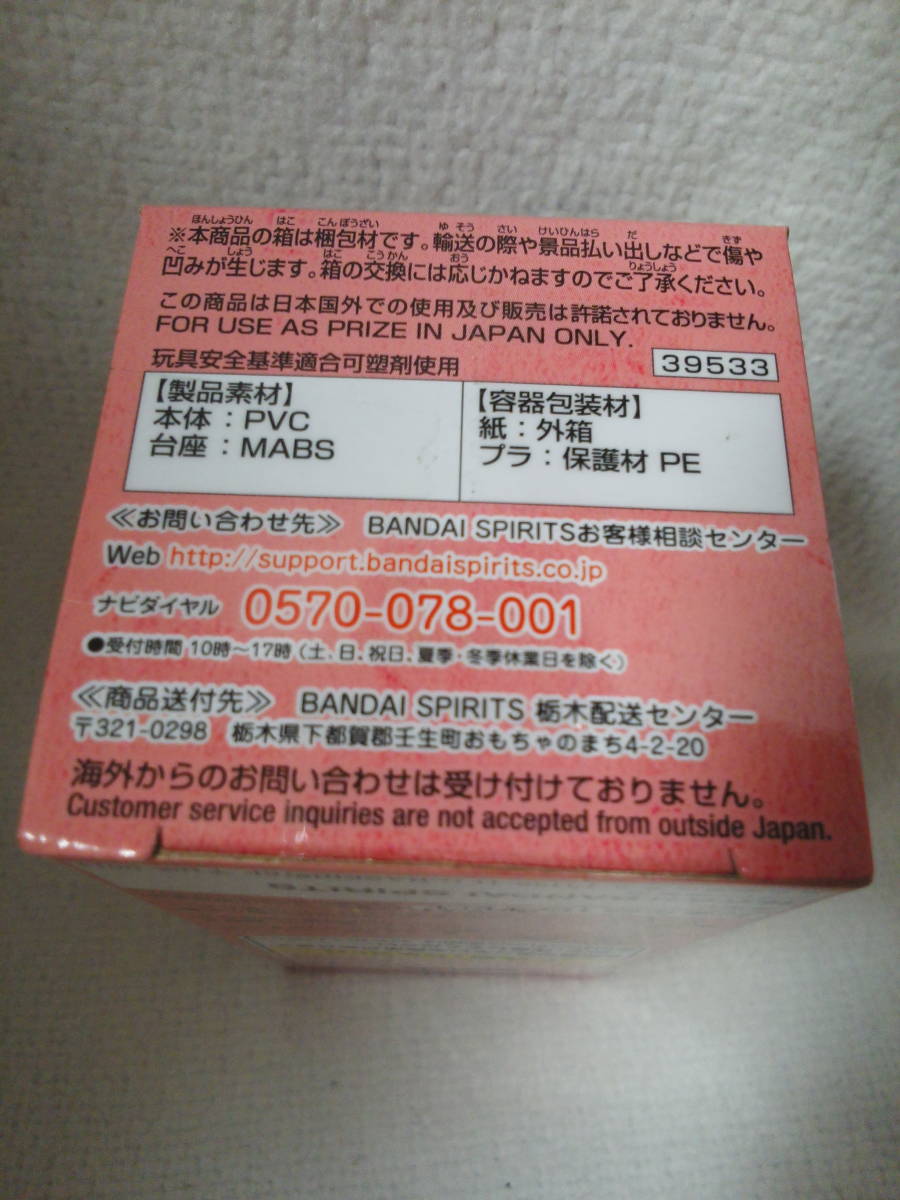 ※本商品の箱は梱包材です。輸送の際や景品払い出しなどで傷や
凹みが生じます。箱の交換には応じかねますのでご了承ください。
この商品は日本国外での使用及び販売は許諾されておりません。
FOR USE AS PRIZE IN JAPAN ONLY.
玩具安全基準適合可塑剤使用
39533
【製品素材】
本体：PVC
台座：MABS
【容器包装材】
紙：外箱
プラ：保護材 PE
≪お問い合わせ先≫ BANDAI SPIRITSお客様相談センター
Web http://support.bandaispirits.co.jp
ナビダイヤル 0570-078-001
●受付時間 10時～17時（土、日、祝日、夏季・冬季休業日を除く）
≪商品送付先≫ BANDAI SPIRITS 栃木配送センター
〒321-0298 栃木県下都賀郡壬生町おもちゃのまち4-2-20
海外からのお問い合わせは受け付けておりません。
Customer service inquiries are not accepted from outside Japan.